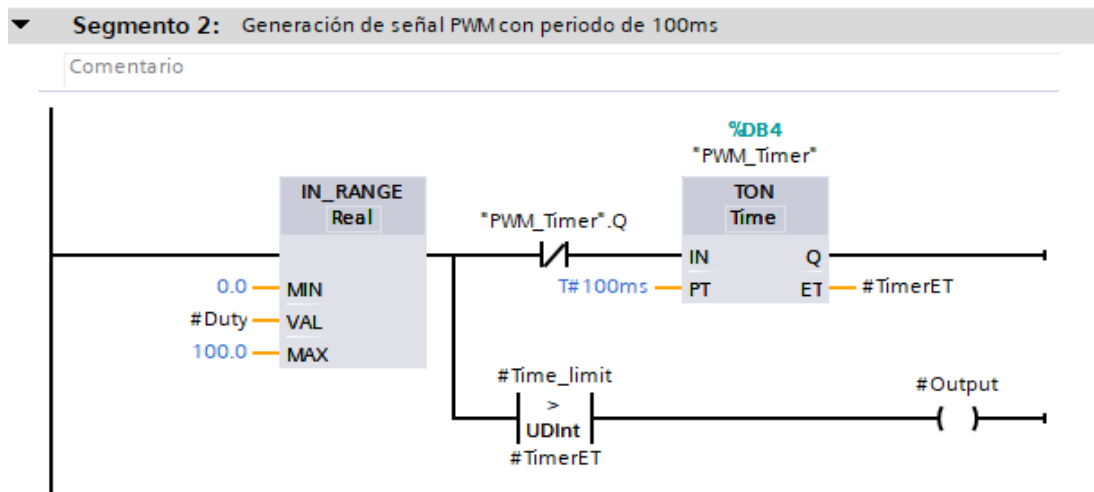 Segmento 2: Generación de señal PWM con periodo de 100ms
Comentario
%DB4
"PWM_Timer"
IN_RANGE
Real
"PWM_Timer".Q
TON
Time
IN Q
0.0 MIN
T#100ms PT ET #TimerET
#Duty VAL
100.0 MAX
#Time_limit
>
UDInt
#TimerET
#Output